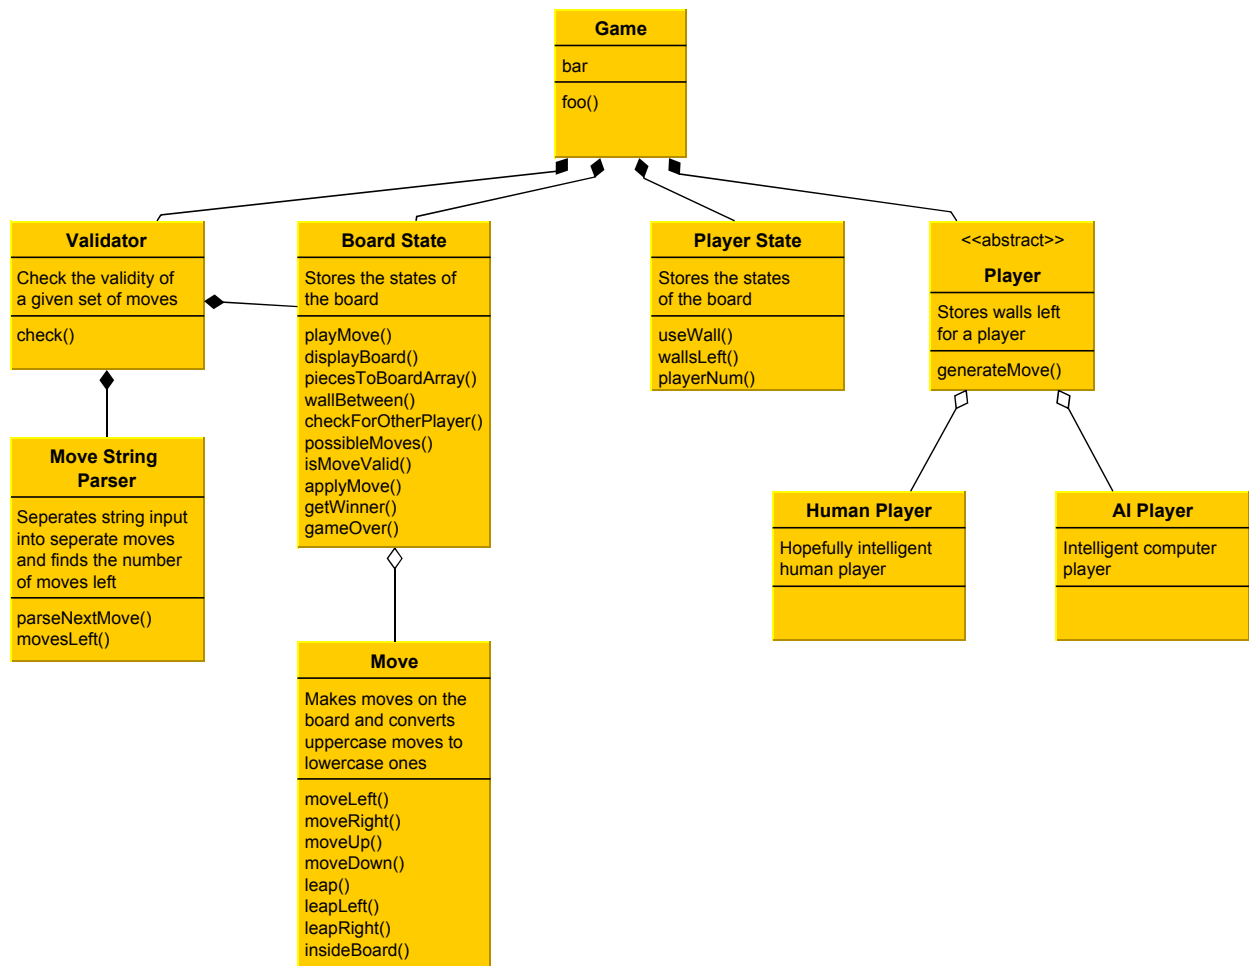 Game
bar
foo()
Validator
Check the validity of
a given set of moves
check()
Board State
Stores the states of
the board
playMove()
displayBoard()
piecesToBoardArray()
wallBetween()
checkForOtherPlayer()
possibleMoves()
isMoveValid()
applyMove()
getWinner()
gameOver()
Player State
Stores the states
of the board
useWall()
wallsLeft()
playerNum()
<<abstract>>
Player
Stores walls left
for a player
generateMove()
Move String
Parser
Seperates string input
into seperate moves
and finds the number
of moves left
parseNextMove()
movesLeft()
Human Player
Hopefully intelligent
human player
AI Player
Intelligent computer
player
Move
Makes moves on the
board and converts
uppercase moves to
lowercase ones
moveLeft()
moveRight()
moveUp()
moveDown()
leap()
leapLeft()
leapRight()
insideBoard()